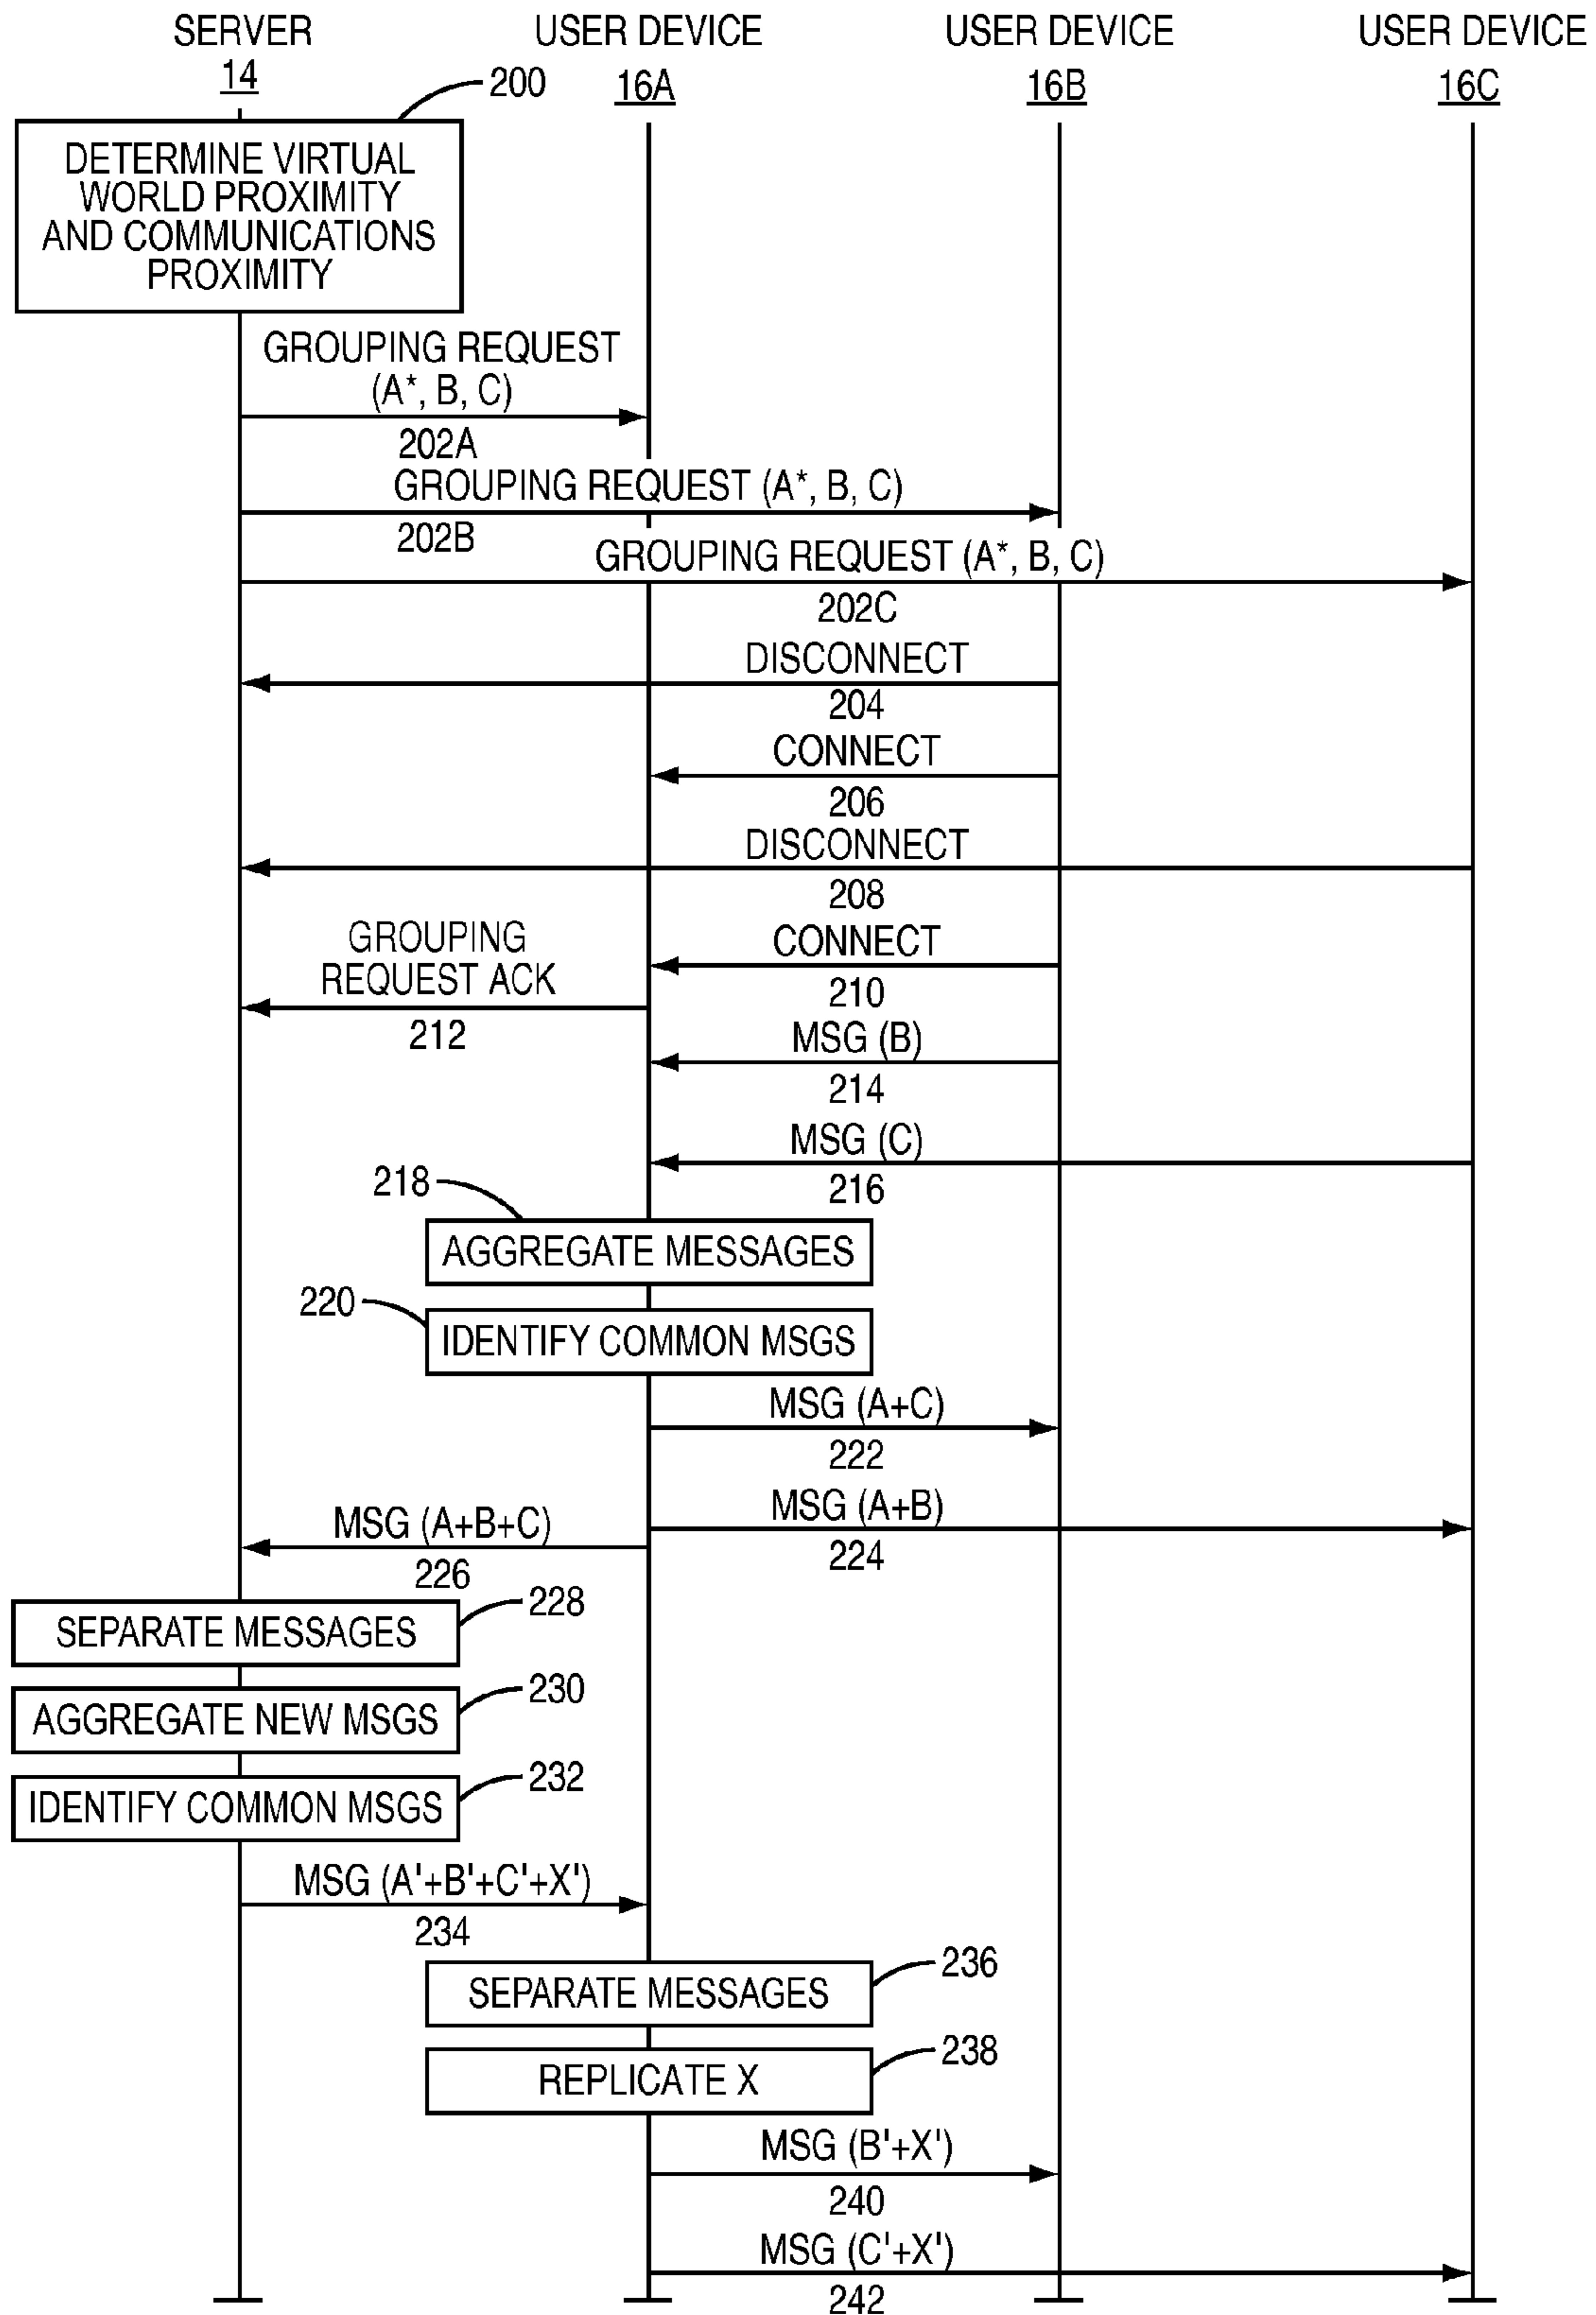 SERVER
14
USER DEVICE
16A
USER DEVICE
16B
USER DEVICE
16C
200
DETERMINE VIRTUAL
WORLD PROXIMITY
AND COMMUNICATIONS
PROXIMITY
GROUPING REQUEST
(A*, B, C)
202A
GROUPING REQUEST (A*, B, C)
202B
GROUPING REQUEST (A*, B, C)
202C
DISCONNECT
204
CONNECT
206
DISCONNECT
208
CONNECT
210
GROUPING
REQUEST ACK
212
MSG (B)
214
MSG (C)
216
218
AGGREGATE MESSAGES
220
IDENTIFY COMMON MSGS
MSG (A+C)
222
MSG (A+B)
224
MSG (A+B+C)
226
228
SEPARATE MESSAGES
230
AGGREGATE NEW MSGS
232
IDENTIFY COMMON MSGS
MSG (A'+B'+C'+X')
234
236
SEPARATE MESSAGES
238
REPLICATE X
MSG (B'+X')
240
MSG (C'+X')
242